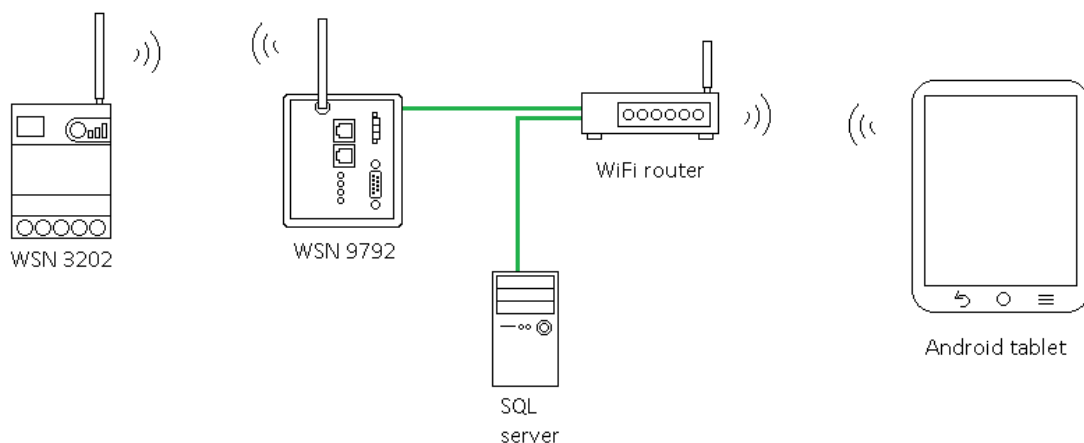 WiFi router
WSN 3202
WSN 9792
Android tablet
SQL
server